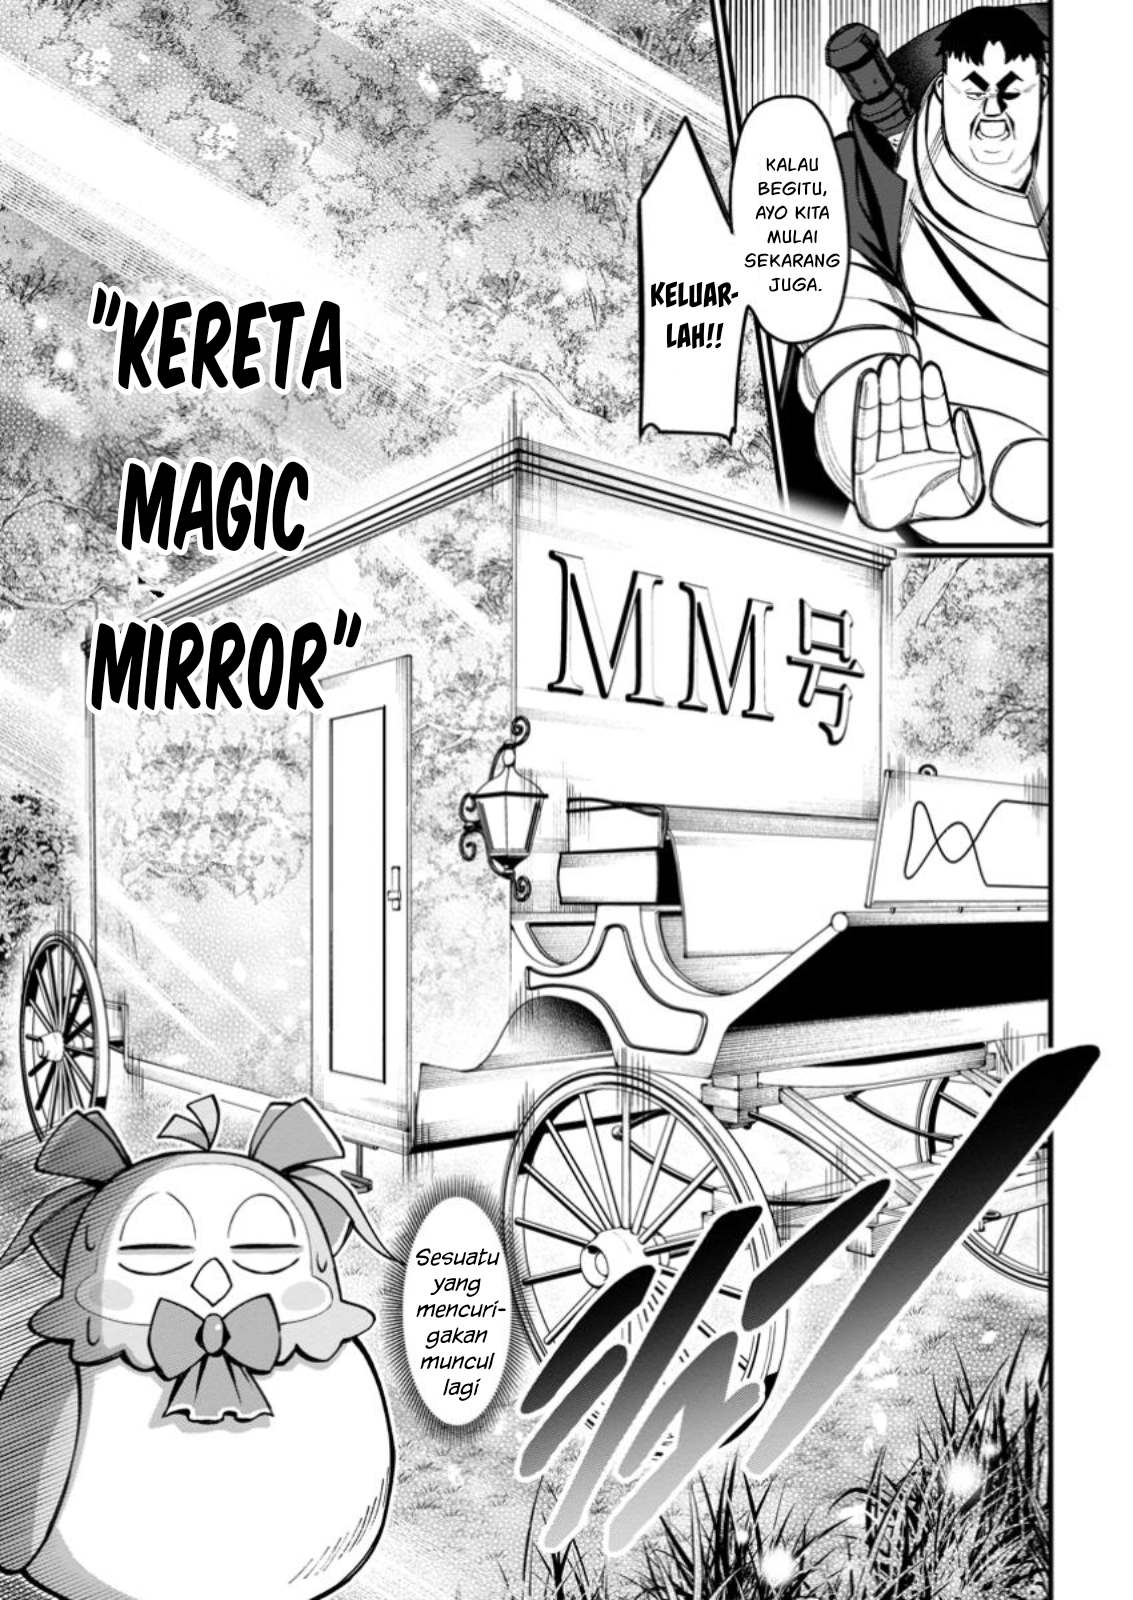 KALAU
BEGITU,
AYO KITA
MULAI
SEKARANG
JUGA.
KELUAR-
LAH!!
"KERETA
MAGIC
MIRROR"
MM号
Sesuatu
yang
mencuri-
gakan
muncul
lagi